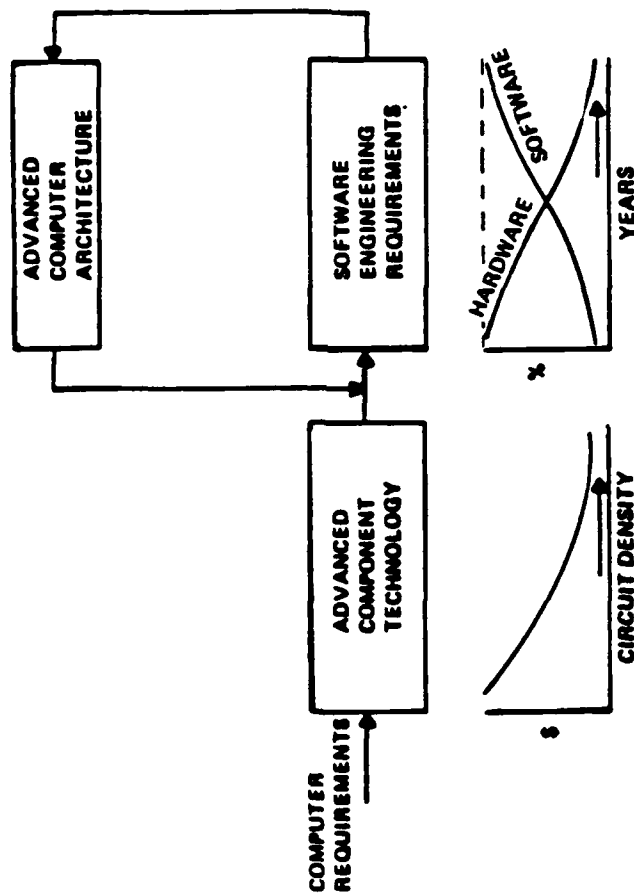 ADVANCED
COMPUTER
ARCHITECTURE
COMPUTER
REQUIREMENTS
ADVANCED
COMPONENT
TECHNOLOGY
SOFTWARE
ENGINEERING
REQUIREMENTS
$
CIRCUIT DENSITY
%
HARDWARE
SOFTWARE
YEARS